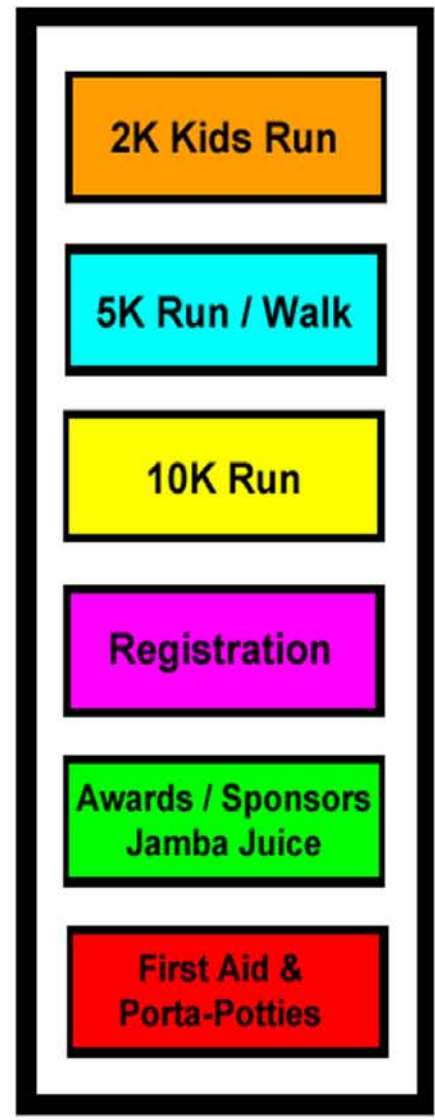 2K Kids Run
5K Run / Walk
10K Run
Registration
Awards / Sponsors
Jamba Juice
First Aid &
Porta-Potties